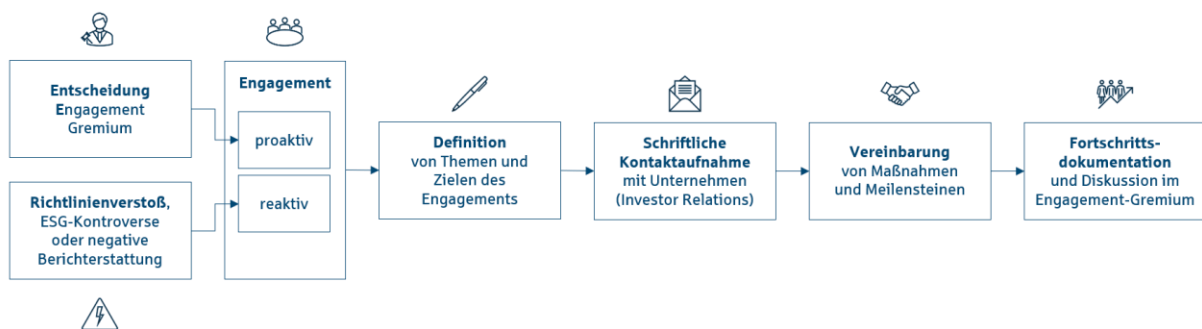 Entscheidung
Engagement
Gremium
Richtlinienverstoß,
ESG-Kontroverse
oder negative
Berichterstattung
Engagement
proaktiv
reaktiv
Definition
von Themen und
Zielen des
Engagements
Schriftliche
Kontaktaufnahme
mit Unternehmen
(Investor Relations)
Vereinbarung
von Maßnahmen
und Meilensteinen
Fortschritts-
dokumentation
und Diskussion im
Engagement-Gremium